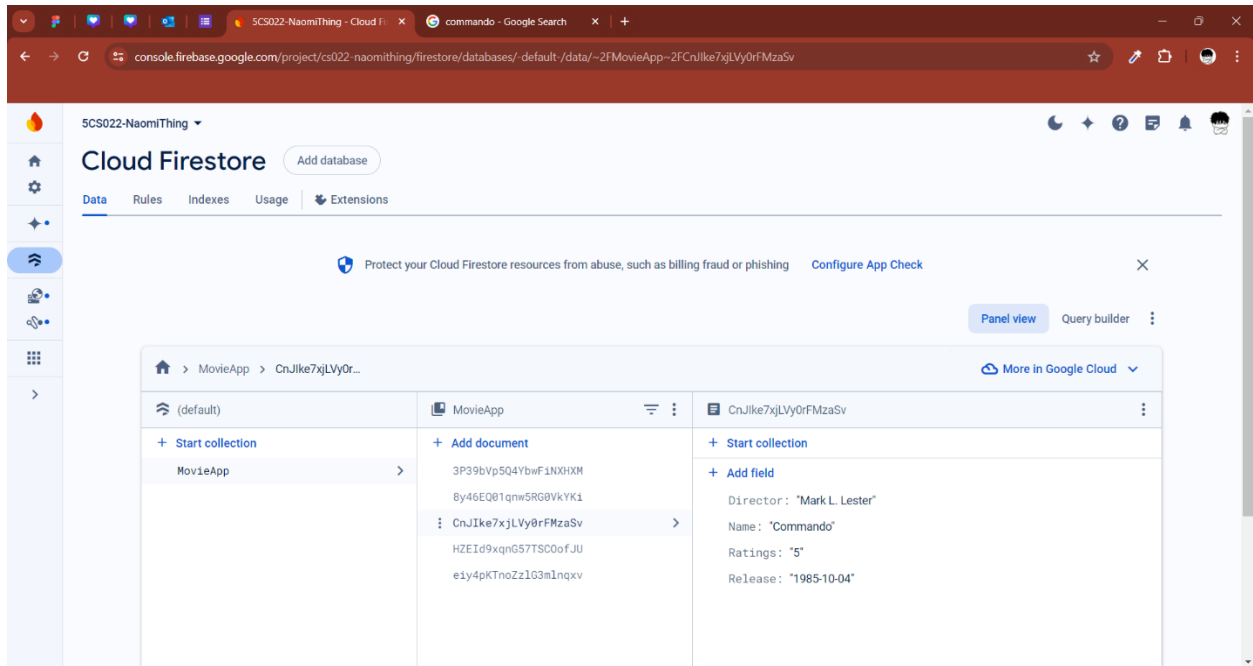 5CS022-NaomiThing - Cloud Fi
commando - Google Search
console.firebase.google.com/project/cs022-naomithing/firestore/databases/-default-/data/~2FMovieApp~2FCnJIke7xjLVy0rFMzaSv
5CS022-NaomiThing
Cloud Firestore
Add database
Data Rules Indexes Usage Extensions
Protect your Cloud Firestore resources from abuse, such as billing fraud or phishing Configure App Check
Panel view Query builder
MovieApp > CnJIke7xjLVy0r... More in Google Cloud
(default) MovieApp CnJIke7xjLVy0rFMzaSv
+ Start collection + Add document + Start collection
MovieApp 3P39bVp5Q4YbwFiNXHXM + Add field
8y46EQ01qnw5RG0VkYKi Director: "Mark L. Lester"
CnJIke7xjLVy0rFMzaSv Name: "Commando"
HZEId9xqnG57TSCOofJU Ratings: "5"
eiy4pKTnoZzlG3mlnqxv Release: "1985-10-04"